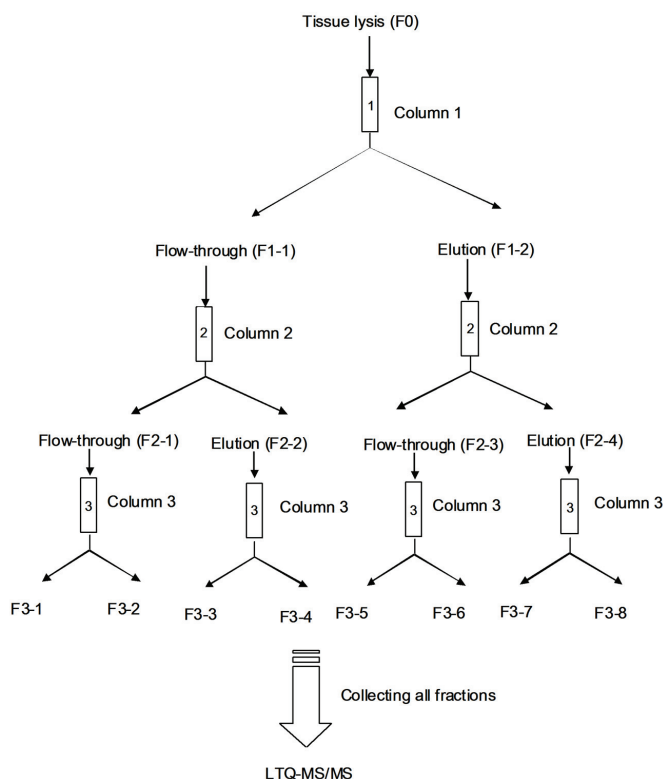 Tissue lysis (F0)
1
Column 1
Flow-through (F1-1)
Elution (F1-2)
2
Column 2
2
Column 2
Flow-through (F2-1)
Elution (F2-2)
Flow-through (F2-3)
Elution (F2-4)
3
Column 3
3
Column 3
3
Column 3
3
Column 3
F3-1
F3-2
F3-3
F3-4
F3-5
F3-6
F3-7
F3-8
Collecting all fractions
LTQ-MS/MS